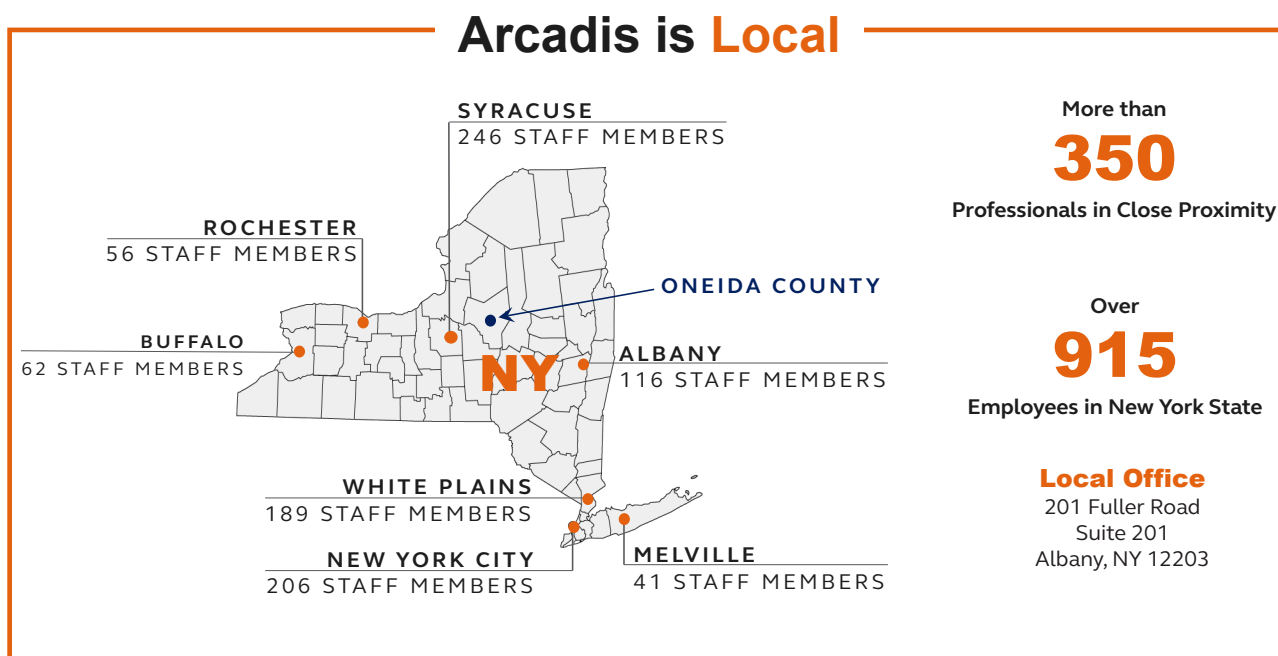 Arcadis is Local
SYRACUSE
246 STAFF MEMBERS
ROCHESTER
56 STAFF MEMBERS
ONEIDA COUNTY
BUFFALO
62 STAFF MEMBERS
NY
ALBANY
116 STAFF MEMBERS
WHITE PLAINS
189 STAFF MEMBERS
NEW YORK CITY
206 STAFF MEMBERS
MELVILLE
41 STAFF MEMBERS
More than
350
Professionals in Close Proximity
Over
915
Employees in New York State
Local Office
201 Fuller Road
Suite 201
Albany, NY 12203